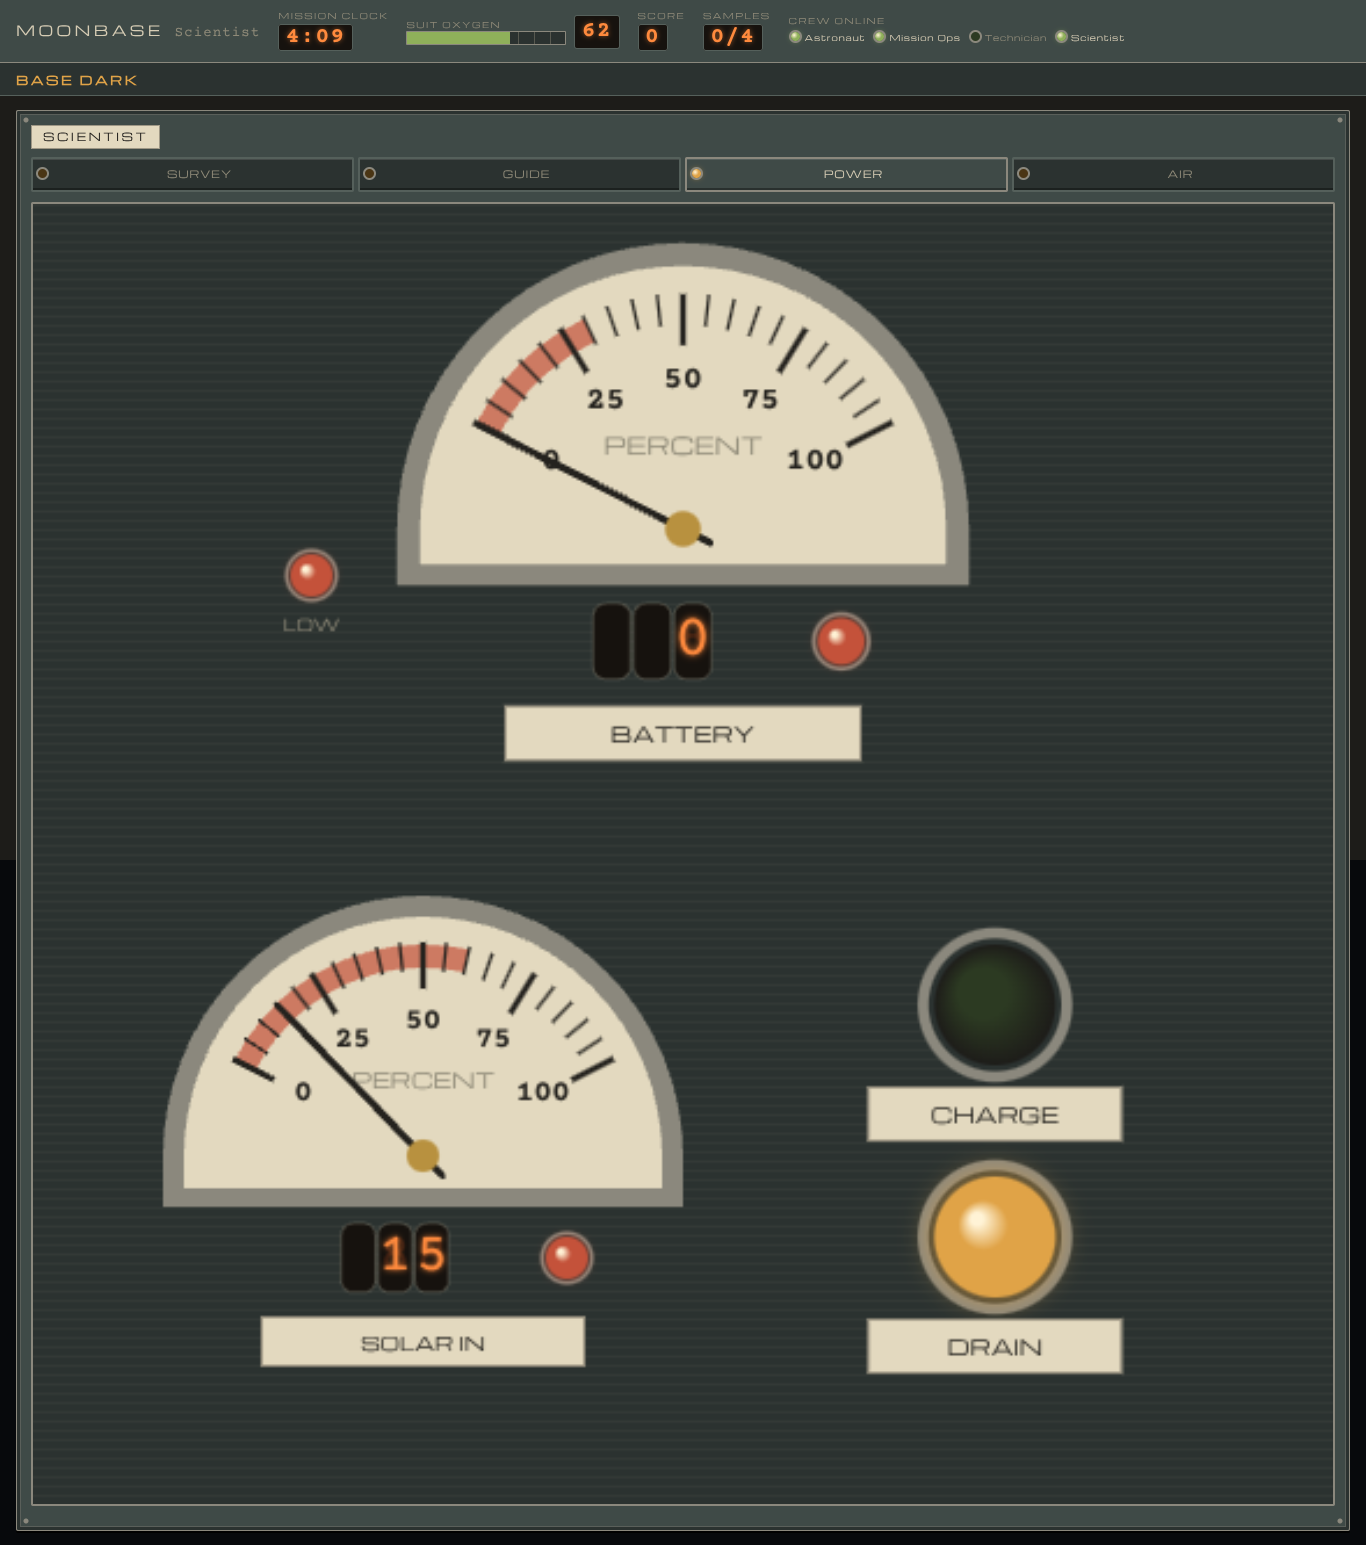 MOONBASE Scientist
MISSION CLOCK
4:09
SUIT OXYGEN
62
SCORE
0
SAMPLES
0/4
CREW ONLINE
Astronaut Mission Ops Technician Scientist
BASE DARK
SCIENTIST
SURVEY GUIDE POWER AIR
0 25 50 75 100
PERCENT
LOW
0
BATTERY
0 25 50 75 100
PERCENT
15
SOLAR IN
CHARGE
DRAIN